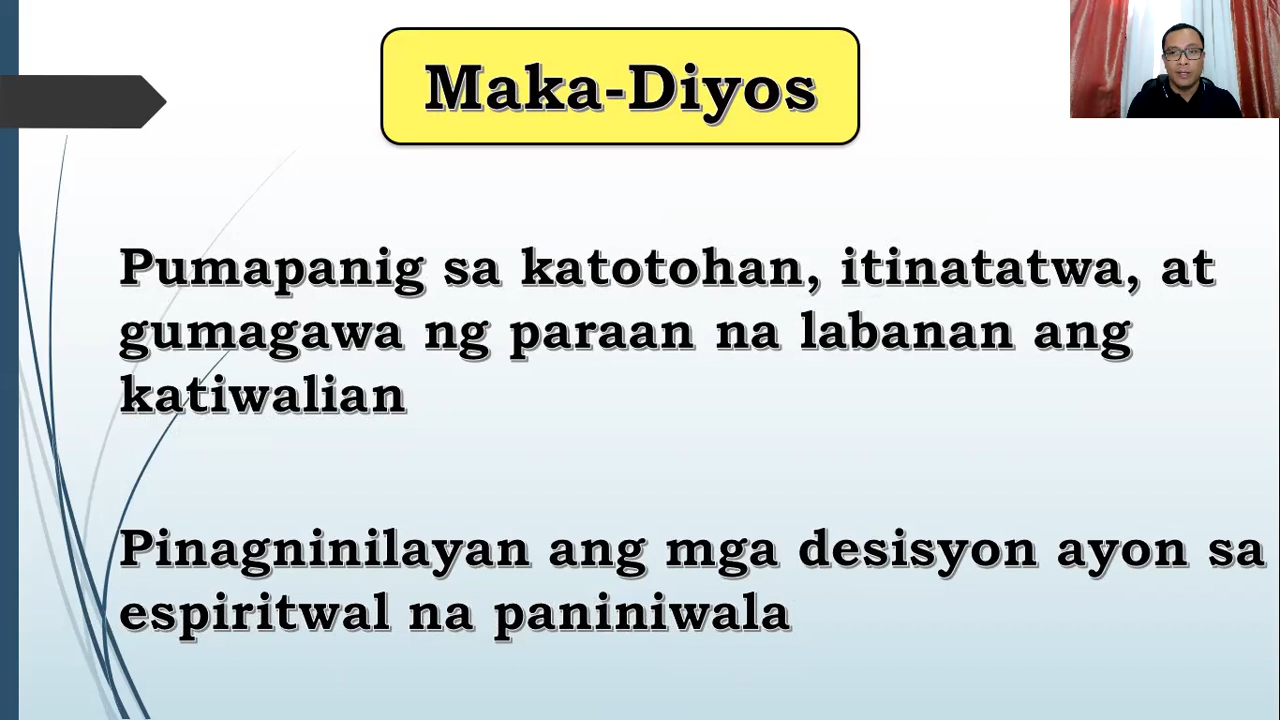 Maka-Diyos
Pumapanig sa katotohan, itinatatwa, at
gumagawa ng paraan na labanan ang
katiwalian
Pinagninilayan ang mga desisyon ayon sa
espiritwal na paniniwala